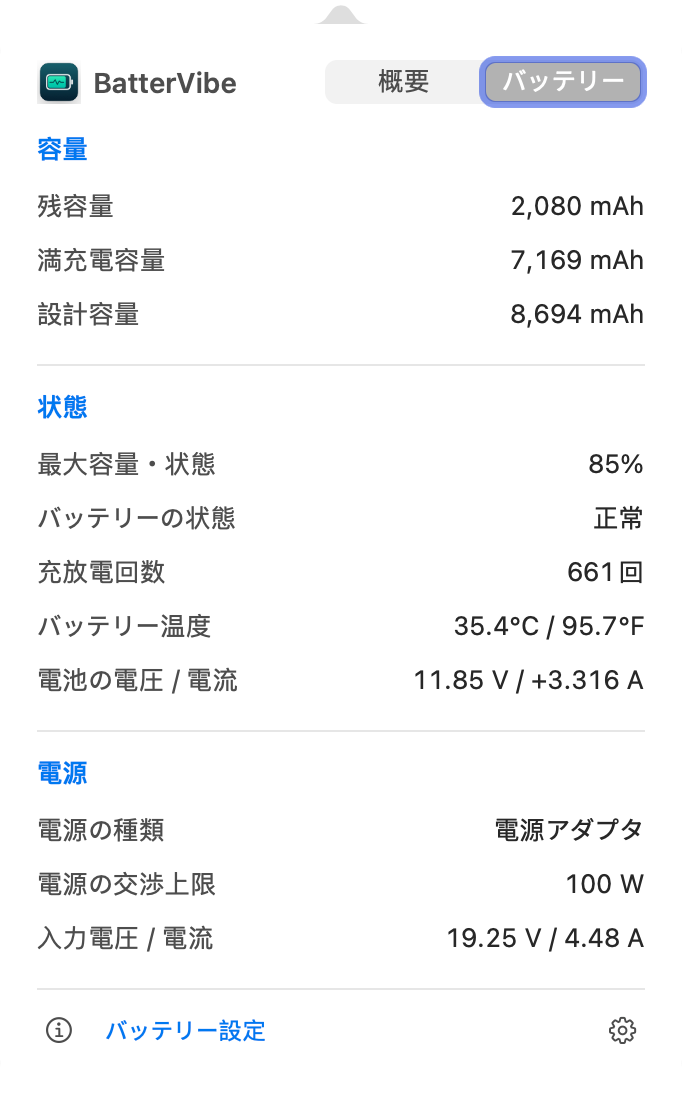 BatterVibe 概要 バッテリー
容量
残容量 2,080 mAh
満充電容量 7,169 mAh
設計容量 8,694 mAh
状態
最大容量・状態 85%
バッテリーの状態 正常
充放電回数 661回
バッテリー温度 35.4°C / 95.7°F
電池の電圧 / 電流 11.85 V / +3.316 A
電源
電源の種類 電源アダプタ
電源の交渉上限 100 W
入力電圧 / 電流 19.25 V / 4.48 A
バッテリー設定